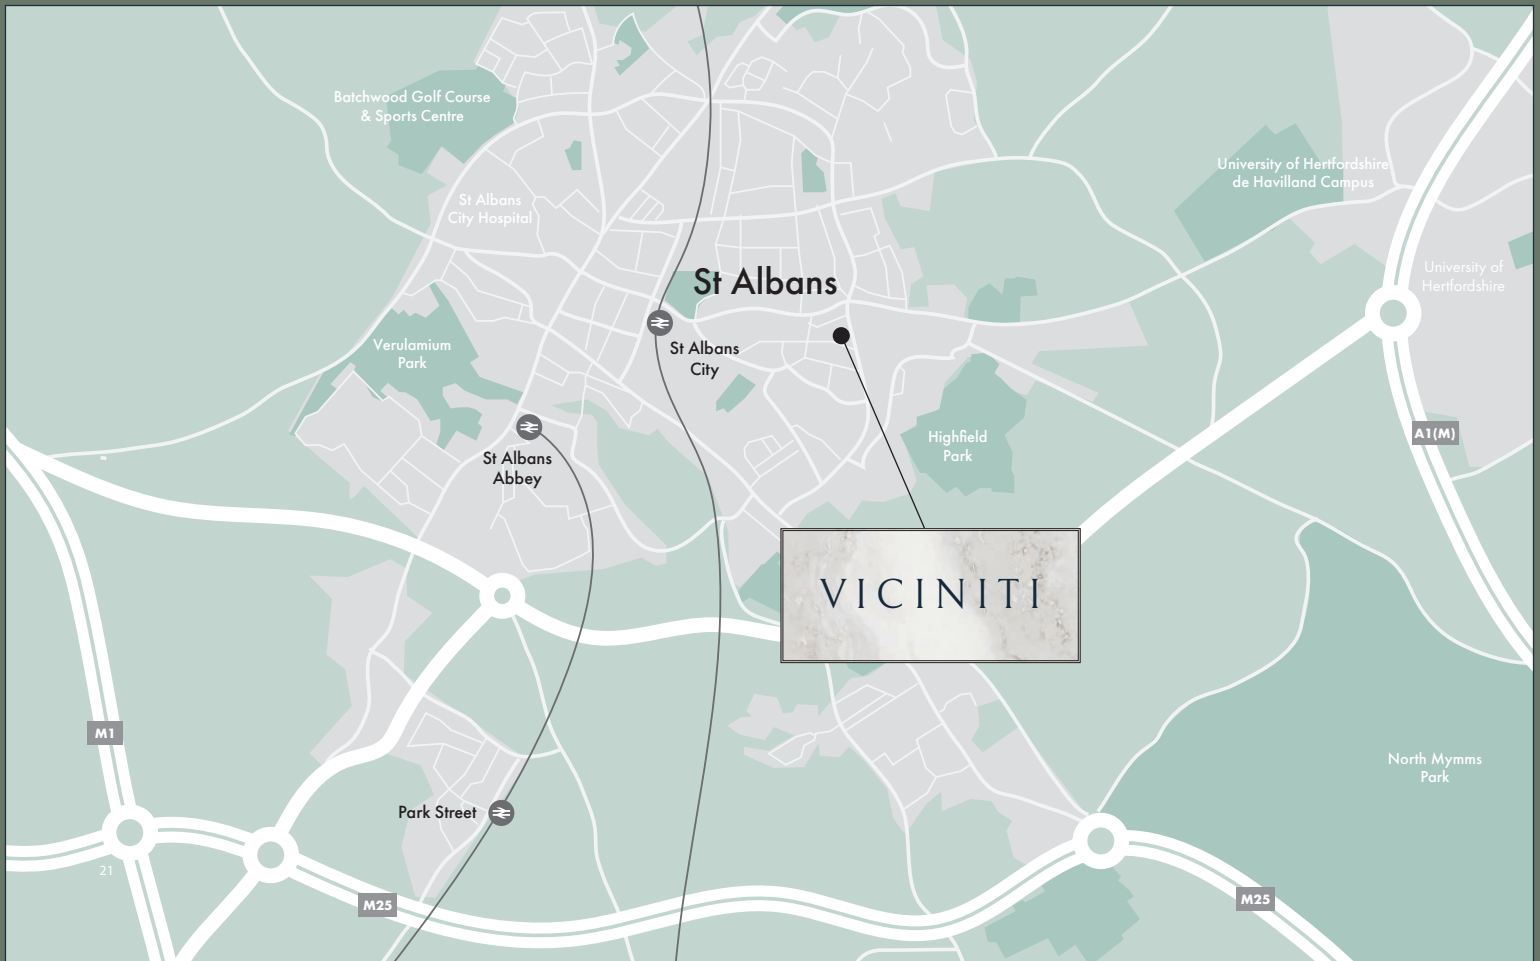 Batchwood Golf Course
& Sports Centre
University of Hertfordshire
de Havilland Campus
St Albans
City Hospital
St Albans
University of
Hertfordshire
St Albans
City
Verulamium
Park
A1(M)
Highfield
Park
St Albans
Abbey
VICINITI
M1
North Mymms
Park
Park Street
21
M25
M25